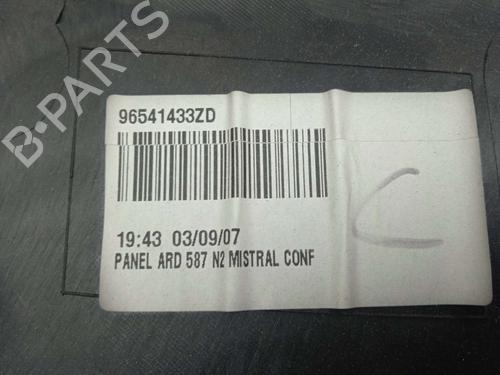 96541433ZD
19:43 03/09/07
PANEL ARD 587 N2 MISTRAL CONF
B-PARTS